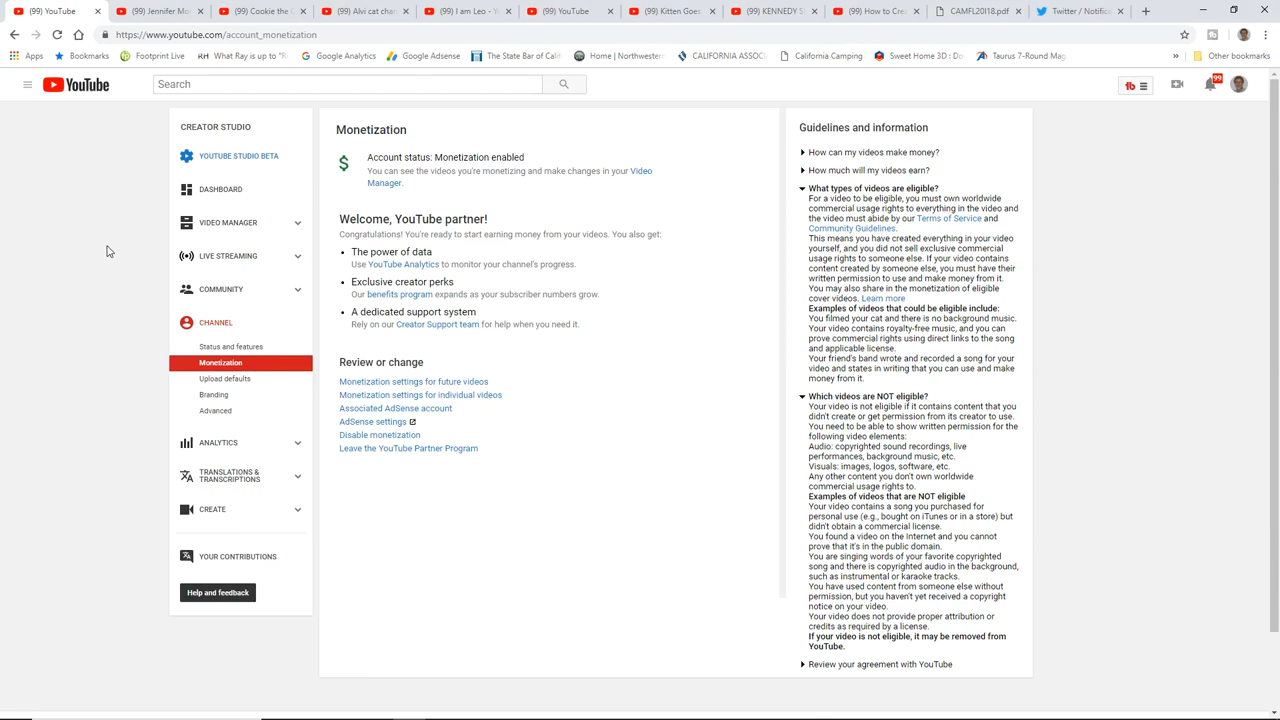 (99) YouTube
(99) Jennifer Mor
(99) Cookie the C
(99) Alvi cat chan
(99) I am Leo - Y
(99) YouTube
(99) Kitten Goes
(99) KENNEDY S
(99) How to Crea
CAMFL20I18.pdf
Twitter / Notifica
https://www.youtube.com/account_monetization
Apps
Bookmarks
Footprint Live
RH What Ray is up to
Google Analytics
Google Adsense
The State Bar of Calif
Home | Northwestern
CALIFORNIA ASSOC
California Camping
Sweet Home 3D : Do
Taurus 7-Round Mag
Other bookmarks
YouTube
Search
tb
99
CREATOR STUDIO
YOUTUBE STUDIO BETA
DASHBOARD
VIDEO MANAGER
LIVE STREAMING
COMMUNITY
CHANNEL
Status and features
Monetization
Upload defaults
Branding
Advanced
ANALYTICS
TRANSLATIONS &
TRANSCRIPTIONS
CREATE
YOUR CONTRIBUTIONS
Help and feedback
Monetization
$
Account status: Monetization enabled
You can see the videos you're monetizing and make changes in your Video
Manager.
Welcome, YouTube partner!
Congratulations! You're ready to start earning money from your videos. You also get:
• The power of data
Use YouTube Analytics to monitor your channel's progress.
• Exclusive creator perks
Our benefits program expands as your subscriber numbers grow.
• A dedicated support system
Rely on our Creator Support team for help when you need it.
Review or change
Monetization settings for future videos
Monetization settings for individual videos
Associated AdSense account
AdSense settings
Disable monetization
Leave the YouTube Partner Program
Guidelines and information
How can my videos make money?
How much will my videos earn?
What types of videos are eligible?
For a video to be eligible, you must own worldwide
commercial usage rights to everything in the video and
the video must abide by our Terms of Service and
Community Guidelines.
This means you have created everything in your video
yourself, and you did not sell exclusive commercial
usage rights to someone else. If your video contains
content created by someone else, you must have their
written permission to use and make money from it.
You may also share in the monetization of eligible
cover videos. Learn more
Examples of videos that could be eligible include:
You filmed your cat and there is no background music.
Your video contains royalty-free music, and you can
prove commercial rights using direct links to the song
and applicable license.
Your friend's band wrote and recorded a song for your
video and states in writing that you can use and make
money from it.
Which videos are NOT eligible?
Your video is not eligible if it contains content that you
didn't create or get permission from its creator to use.
You need to be able to show written permission for the
following video elements:
Audio: copyrighted sound recordings, live
performances, background music, etc.
Visuals: images, logos, software, etc.
Any other content you don't own worldwide
commercial usage rights to.
Examples of videos that are NOT eligible
Your video contains a song you purchased for
personal use (e.g., bought on iTunes or in a store) but
didn't obtain a commercial license.
You found a video on the Internet and you cannot
prove that it's in the public domain.
You are singing words of your favorite copyrighted
song and there is copyrighted audio in the background,
such as instrumental or karaoke tracks.
You have used content from someone else without
permission, but you haven't yet received a copyright
notice on your video.
Your video does not provide proper attribution or
credits as required by a license.
If your video is not eligible, it may be removed from
YouTube.
Review your agreement with YouTube